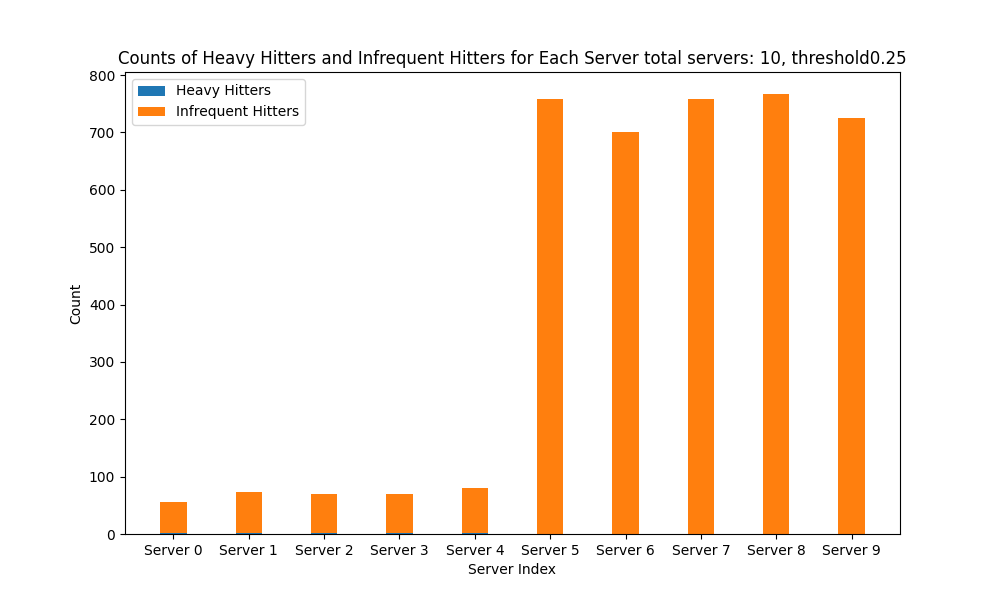 Counts of Heavy Hitters and Infrequent Hitters for Each Server total servers: 10, threshold0.25
Heavy Hitters
Infrequent Hitters
Count
800
700
600
500
400
300
200
100
0
Server 0 Server 1 Server 2 Server 3 Server 4 Server 5 Server 6 Server 7 Server 8 Server 9
Server Index